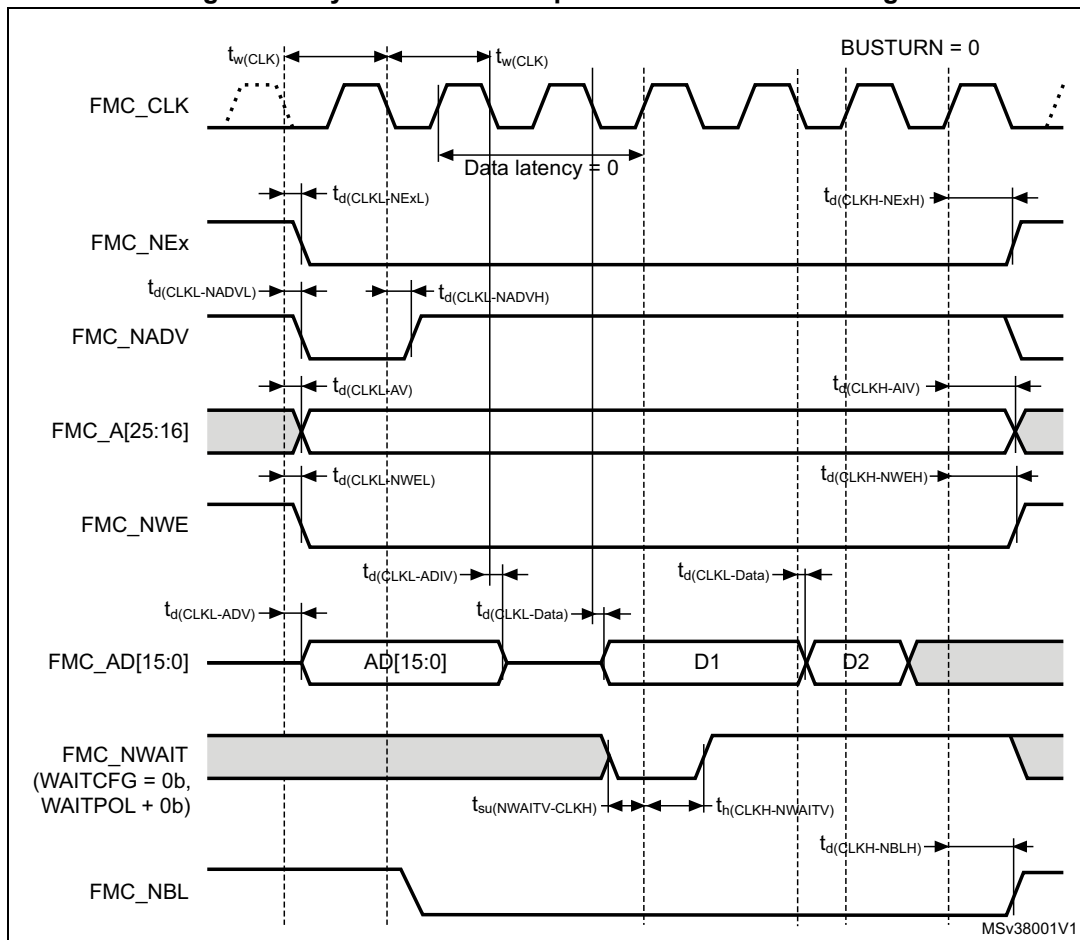 BUSTURN = 0
tw(CLK)
tw(CLK)
FMC_CLK
Data latency = 0
td(CLKL-NExL)
td(CLKH-NExH)
FMC_NEx
td(CLKL-NADVL)
td(CLKL-NADVH)
FMC_NADV
td(CLKL-AV)
td(CLKH-AIV)
FMC_A[25:16]
td(CLKL-NWEL)
td(CLKH-NWEH)
FMC_NWE
td(CLKL-ADIV)
td(CLKL-Data)
td(CLKL-ADV)
td(CLKL-Data)
FMC_AD[15:0]
AD[15:0]
D1
D2
FMC_NWAIT
(WAITCFG = 0b,
WAITPOL + 0b)
tsu(NWAITV-CLKH)
th(CLKH-NWAITV)
td(CLKH-NBLH)
FMC_NBL
MSv38001V1